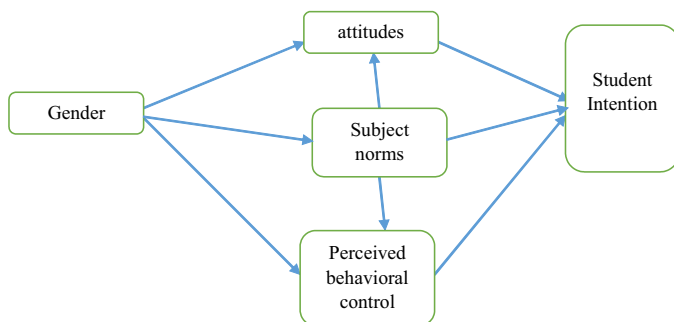 attitudes
Gender
Subject
norms
Student
Intention
Perceived
behavioral
control